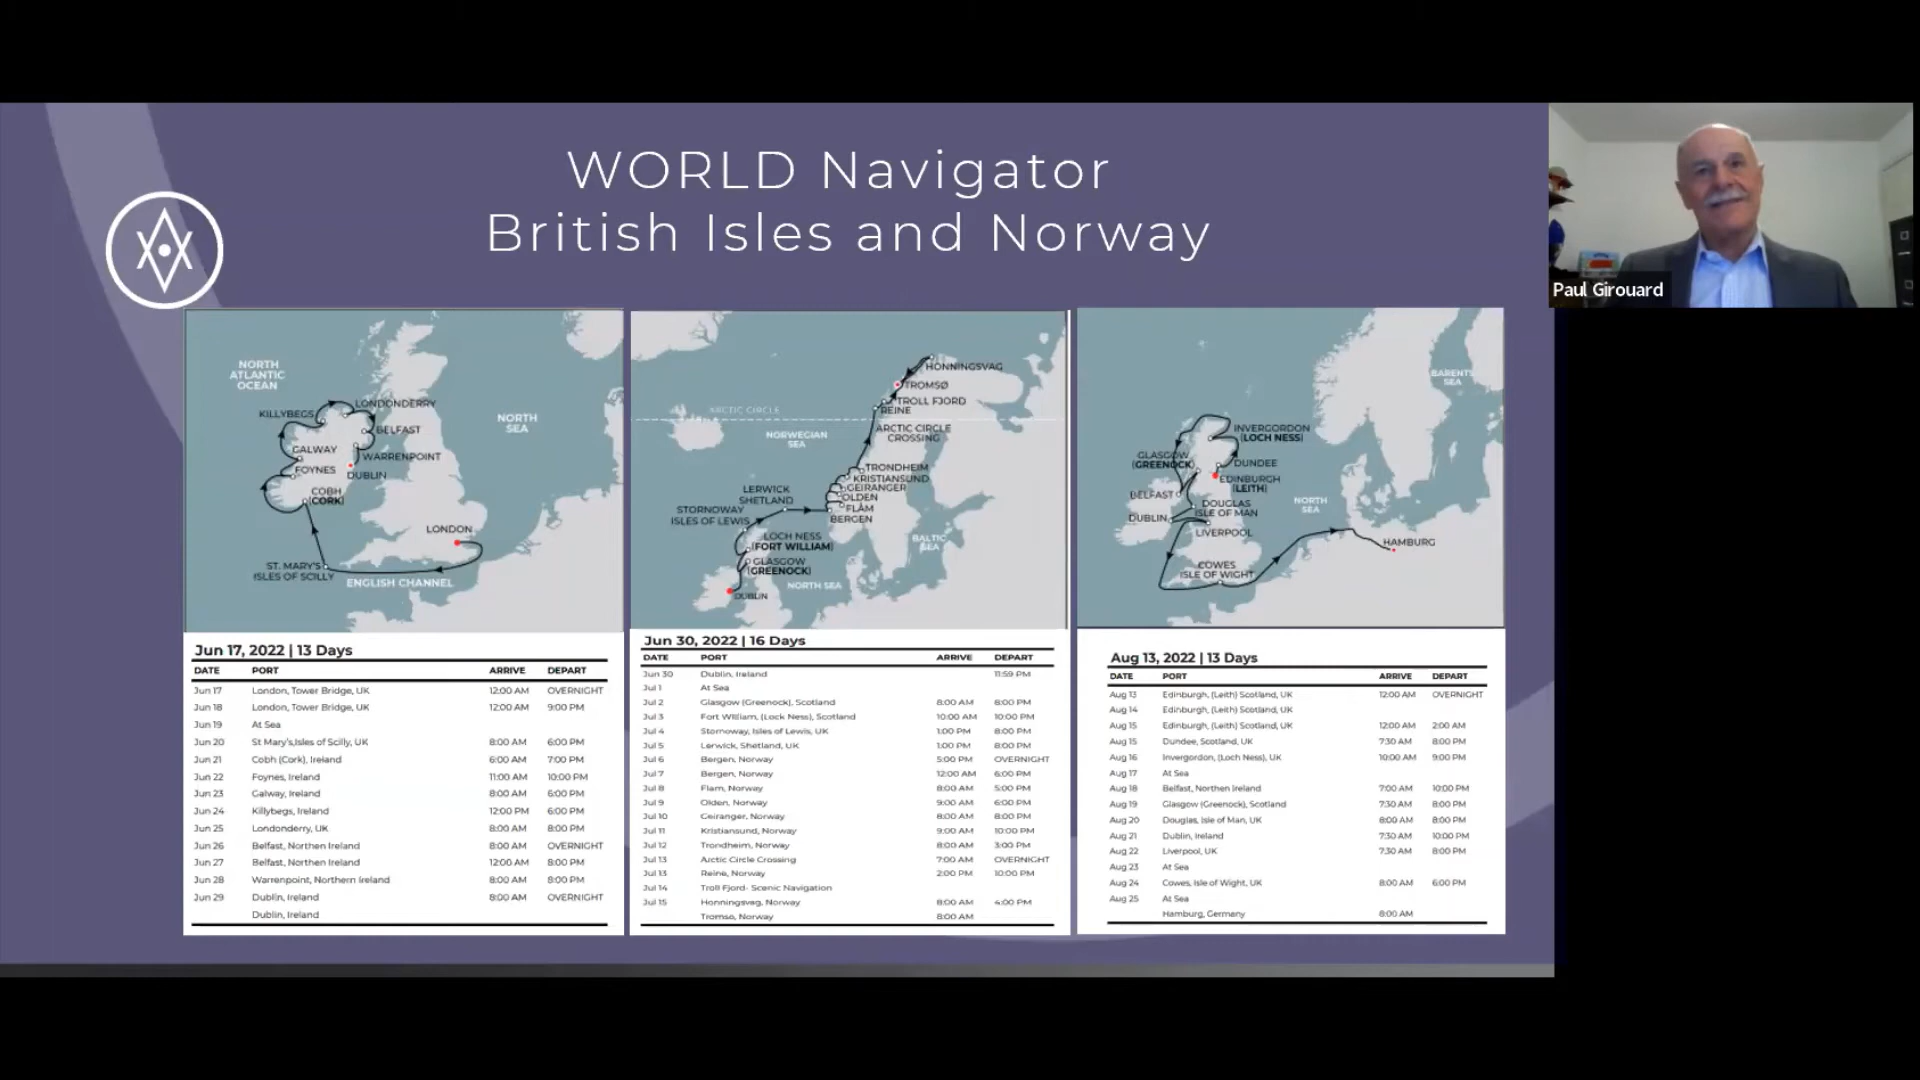 WORLD Navigator
British Isles and Norway
Paul Girouard
NORTH
ATLANTIC
OCEAN
LONDONDERRY
KILLYBEGS
NORTH
SEA
BELFAST
GALWAY
WARRENPOINT
FOYNES
DUBLIN
COBH
(CORK)
LONDON
ST. MARY'S
ISLES OF SCILLY
ENGLISH CHANNEL
HONNINGSVAG
TROMSØ
TROLL FJORD
REINE
ARCTIC CIRCLE
ARCTIC CIRCLE
CROSSING
NORWEGIAN
SEA
TRONDHEIM
KRISTIANSUND
GEIRANGER
OLDEN
FLÅM
BERGEN
LERWICK
SHETLAND
STORNOWAY
ISLES OF LEWIS
LOCH NESS
(FORT WILLIAM)
BALTIC
SEA
GLASGOW
(GREENOCK)
NORTH SEA
DUBLIN
BARENTS
SEA
INVERGORDON
(LOCH NESS)
GLASGOW
(GREENOCK)
DUNDEE
EDINBURGH
(LEITH)
BELFAST
DOUGLAS
ISLE OF MAN
NORTH
SEA
DUBLIN
LIVERPOOL
HAMBURG
COWES
ISLE OF WIGHT
Jun 17, 2022 | 13 Days
DATE PORT ARRIVE DEPART
Jun 17 London, Tower Bridge, UK 12:00 AM OVERNIGHT
Jun 18 London, Tower Bridge, UK 12:00 AM 9:00 PM
Jun 19 At Sea
Jun 20 St Mary's,Isles of Scilly, UK 8:00 AM 6:00 PM
Jun 21 Cobh (Cork), Ireland 6:00 AM 7:00 PM
Jun 22 Foynes, Ireland 11:00 AM 10:00 PM
Jun 23 Galway, Ireland 8:00 AM 6:00 PM
Jun 24 Killybegs, Ireland 12:00 PM 6:00 PM
Jun 25 Londonderry, UK 8:00 AM 8:00 PM
Jun 26 Belfast, Northen Ireland 8:00 AM OVERNIGHT
Jun 27 Belfast, Northen Ireland 12:00 AM 8:00 PM
Jun 28 Warrenpoint, Northern Ireland 8:00 AM 8:00 PM
Jun 29 Dublin, Ireland 8:00 AM OVERNIGHT
Dublin, Ireland
Jun 30, 2022 | 16 Days
DATE PORT ARRIVE DEPART
Jun 30 Dublin, Ireland 11:59 PM
Jul 1 At Sea
Jul 2 Glasgow (Greenock), Scotland 8:00 AM 8:00 PM
Jul 3 Fort William, (Lock Ness), Scotland 10:00 AM 10:00 PM
Jul 4 Stornoway, Isles of Lewis, UK 1:00 PM 8:00 PM
Jul 5 Lerwick, Shetland, UK 1:00 PM 8:00 PM
Jul 6 Bergen, Norway 5:00 PM OVERNIGHT
Jul 7 Bergen, Norway 12:00 AM 6:00 PM
Jul 8 Flam, Norway 8:00 AM 5:00 PM
Jul 9 Olden, Norway 9:00 AM 6:00 PM
Jul 10 Geiranger, Norway 8:00 AM 8:00 PM
Jul 11 Kristiansund, Norway 9:00 AM 10:00 PM
Jul 12 Trondheim, Norway 8:00 AM 3:00 PM
Jul 13 Arctic Circle Crossing 7:00 AM OVERNIGHT
Jul 13 Reine, Norway 2:00 PM 10:00 PM
Jul 14 Troll Fjord- Scenic Navigation
Jul 15 Honningsvag, Norway 8:00 AM 4:00 PM
Tromso, Norway 8:00 AM
Aug 13, 2022 | 13 Days
DATE PORT ARRIVE DEPART
Aug 13 Edinburgh, (Leith) Scotland, UK 12:00 AM OVERNIGHT
Aug 14 Edinburgh, (Leith) Scotland, UK
Aug 15 Edinburgh, (Leith) Scotland, UK 12:00 AM 2:00 AM
Aug 15 Dundee, Scotland, UK 7:30 AM 8:00 PM
Aug 16 Invergordon, (Loch Ness), UK 10:00 AM 9:00 PM
Aug 17 At Sea
Aug 18 Belfast, Northen Ireland 7:00 AM 10:00 PM
Aug 19 Glasgow (Greenock), Scotland 7:30 AM 8:00 PM
Aug 20 Douglas, Isle of Man, UK 8:00 AM 8:00 PM
Aug 21 Dublin, Ireland 7:30 AM 10:00 PM
Aug 22 Liverpool, UK 7:30 AM 8:00 PM
Aug 23 At Sea
Aug 24 Cowes, Isle of Wight, UK 8:00 AM 6:00 PM
Aug 25 At Sea
Hamburg, Germany 8:00 AM